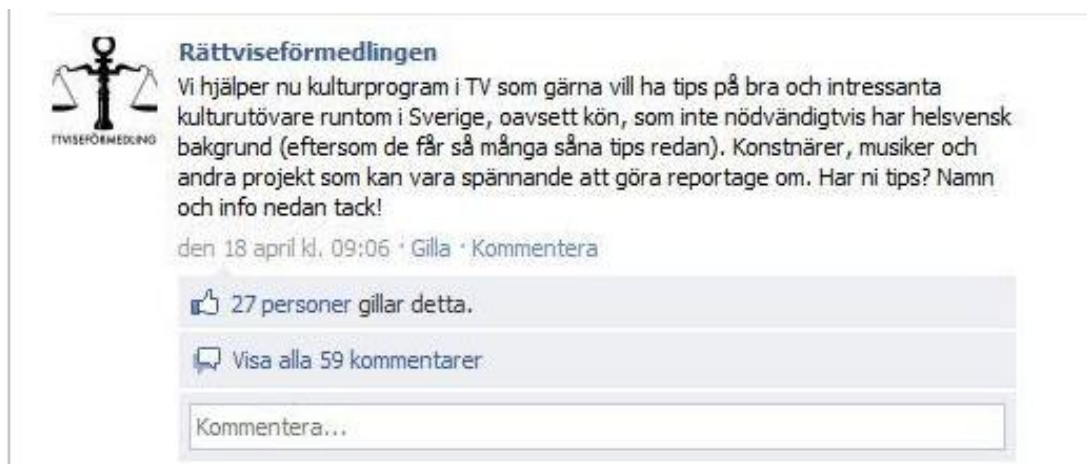 Rättviseförmedlingen
Vi hjälper nu kulturprogram i TV som gärna vill ha tips på bra och intressanta
kulturutövare runtom i Sverige, oavsett kön, som inte nödvändigtvis har helsvensk
bakgrund (eftersom de får så många såna tips redan). Konstnärer, musiker och
andra projekt som kan vara spännande att göra reportage om. Har ni tips? Namn
och info nedan tack!
TTVISEFÖRMEDLING
den 18 april kl. 09:06 · Gilla · Kommentera
27 personer gillar detta.
Visa alla 59 kommentarer
Kommentera...